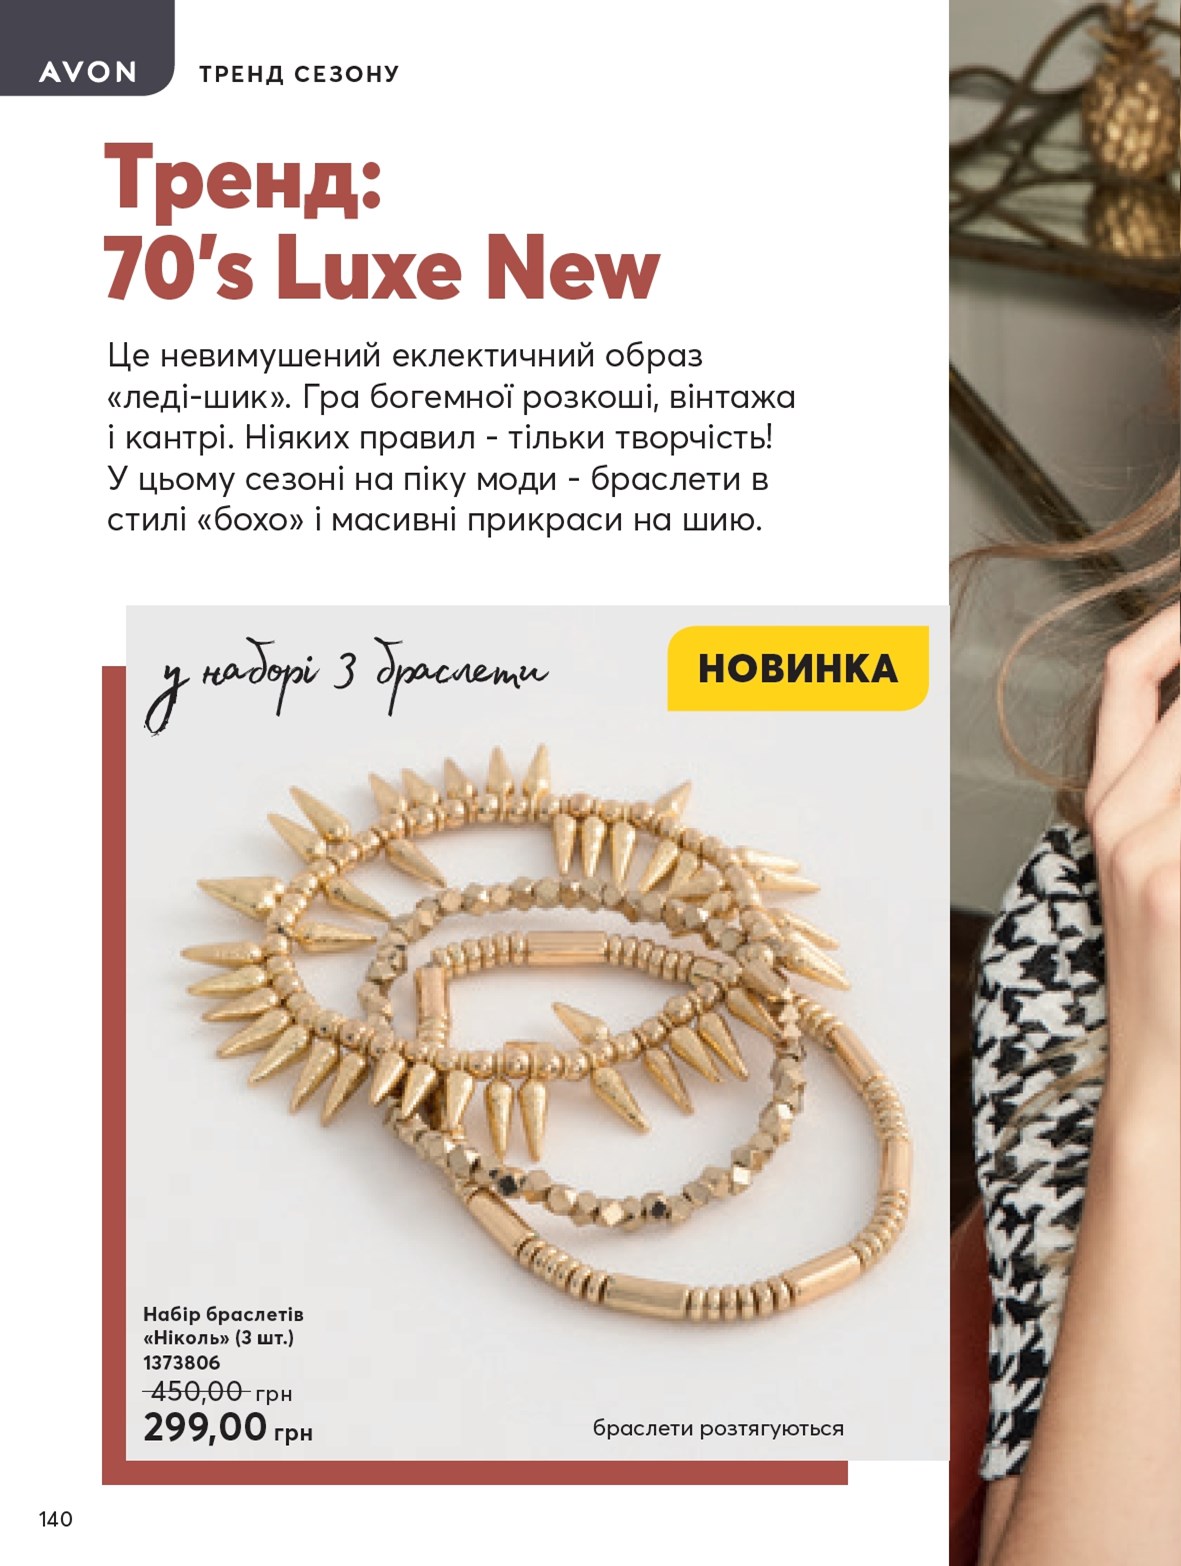 AVON
ТРЕНД СЕЗОНУ
Тренд:
70's Luxe New
Це невимушений еклектичний образ
«леді-шик». Гра богемної розкоші, вінтажа
і кантрі. Ніяких правил - тільки творчість!
У цьому сезоні на піку моди - браслети в
стилі «бохо» і масивні прикраси на шию.
у наборі 3 браслети
НОВИНКА
Набір браслетів
«Ніколь» (3 шт.)
1373806
450,00 грн
299,00 грн
браслети розтягуються
140